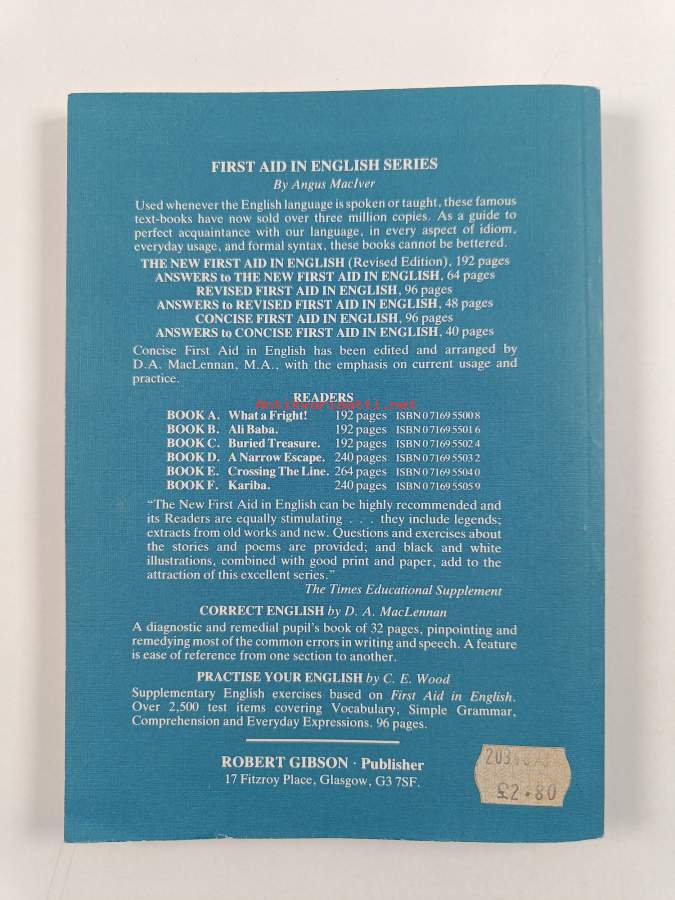 FIRST AID IN ENGLISH SERIES
By Angus MacIver
Used whenever the English language is spoken or taught, these famous
text-books have now sold over three million copies. As a guide to
perfect acquaintance with our language, in every aspect of idiom,
everyday usage, and formal syntax, these books cannot be bettered.
THE NEW FIRST AID IN ENGLISH (Revised Edition), 192 pages
ANSWERS to THE NEW FIRST AID IN ENGLISH, 64 pages
REVISED FIRST AID IN ENGLISH, 96 pages
ANSWERS to REVISED FIRST AID IN ENGLISH, 48 pages
CONCISE FIRST AID IN ENGLISH, 96 pages
ANSWERS to CONCISE FIRST AID IN ENGLISH, 40 pages
Concise First Aid in English has been edited and arranged by
D.A. MacLennan, M.A., with the emphasis on current usage and
practice.
READERS
Antikvariaatti.net
BOOK A. What a Fright! 192 pages ISBN 0 7169 5500 8
BOOK B. Ali Baba. 192 pages ISBN 0 7169 5501 6
BOOK C. Buried Treasure. 192 pages ISBN 0 7169 5502 4
BOOK D. A Narrow Escape. 240 pages ISBN 0 7169 5503 2
BOOK E. Crossing The Line. 264 pages ISBN 0 7169 5504 0
BOOK F. Kariba. 240 pages ISBN 0 7169 5505 9
“The New First Aid in English can be highly recommended and
its Readers are equally stimulating . . . they include legends;
extracts from old works and new. Questions and exercises about
the stories and poems are provided; and black and white
illustrations, combined with good print and paper, add to the
attraction of this excellent series.”
The Times Educational Supplement
CORRECT ENGLISH by D. A. MacLennan
A diagnostic and remedial pupil's book of 32 pages, pinpointing and
remedying most of the common errors in writing and speech. A feature
is ease of reference from one section to another.
PRACTISE YOUR ENGLISH by C. E. Wood
Supplementary English exercises based on First Aid in English.
Over 2,500 test items covering Vocabulary, Simple Grammar,
Comprehension and Everyday Expressions. 96 pages.
ROBERT GIBSON · Publisher
17 Fitzroy Place, Glasgow, G3 7SF.
£2.80